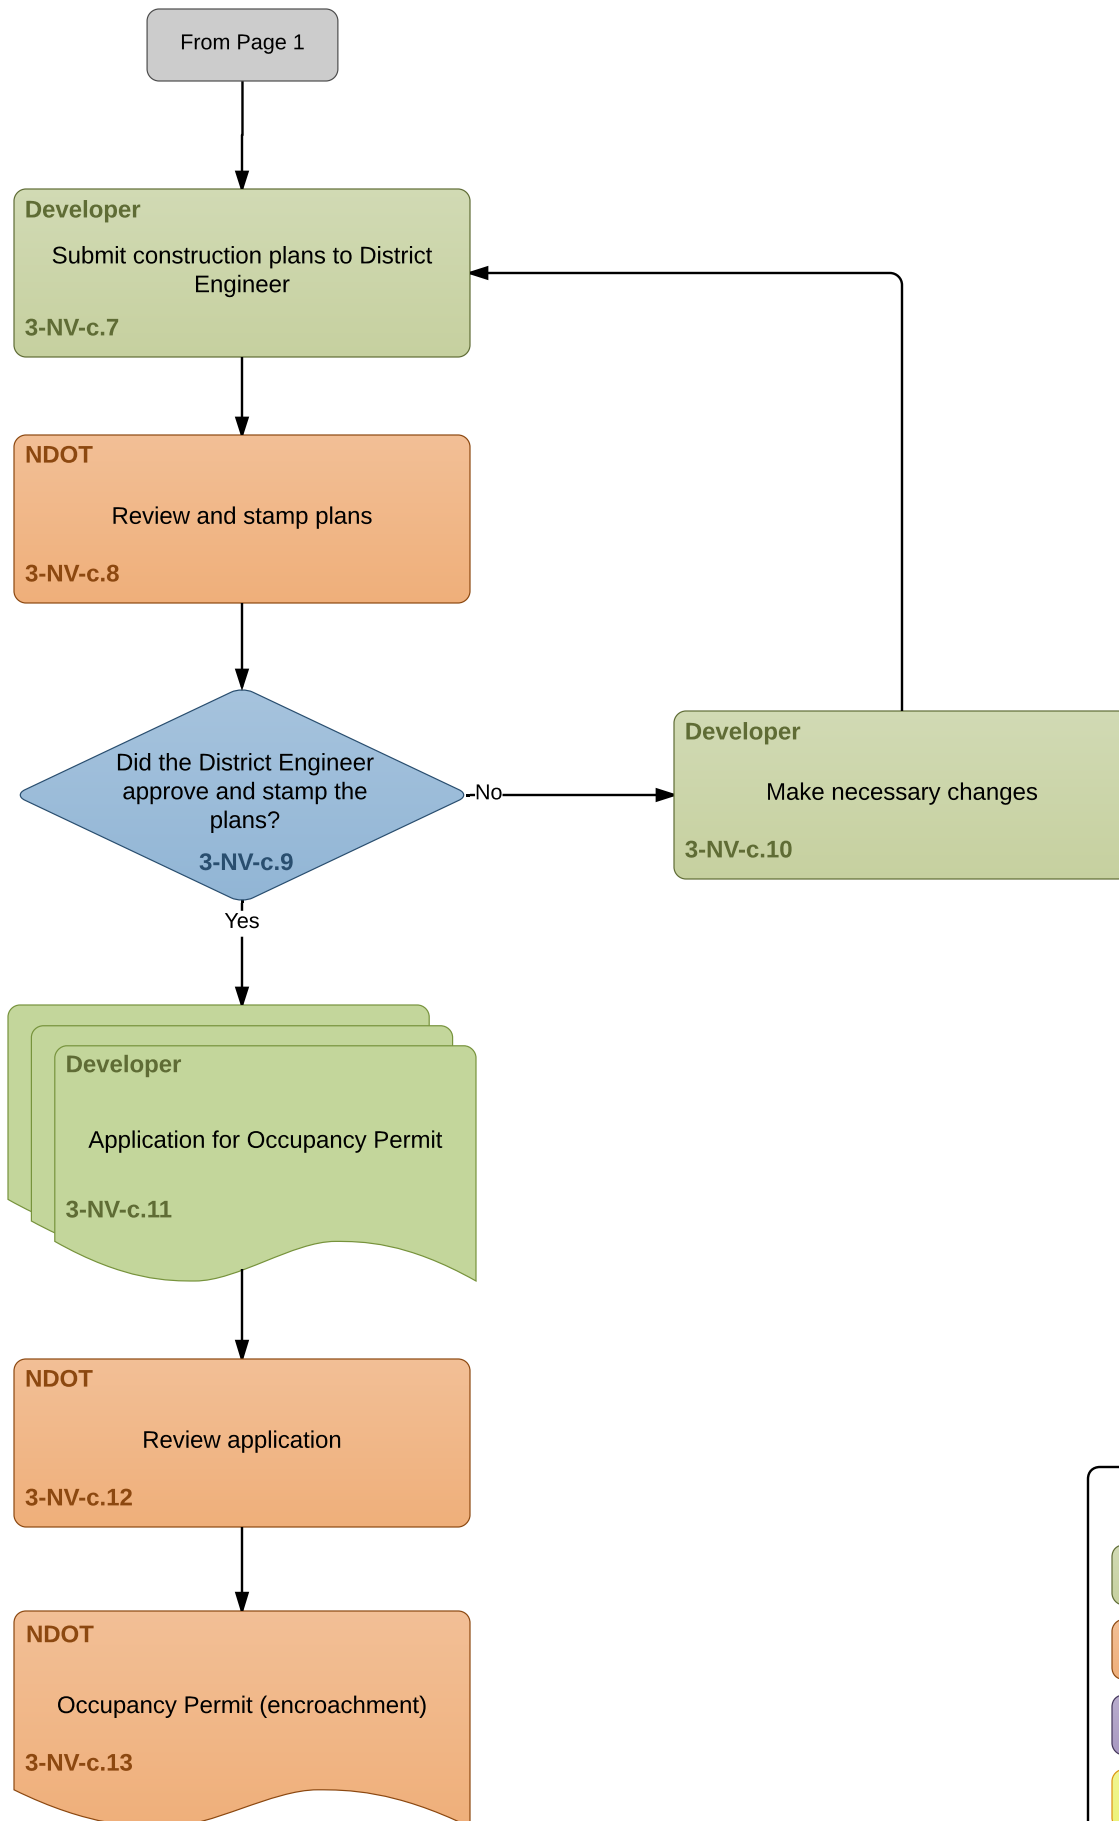 From Page 1
Developer
Submit construction plans to District
Engineer
3-NV-c.7
NDOT
Review and stamp plans
3-NV-c.8
Did the District Engineer
approve and stamp the
plans?
3-NV-c.9
No
Developer
Make necessary changes
3-NV-c.10
Yes
Developer
Application for Occupancy Permit
3-NV-c.11
NDOT
Review application
3-NV-c.12
NDOT
Occupancy Permit (encroachment)
3-NV-c.13